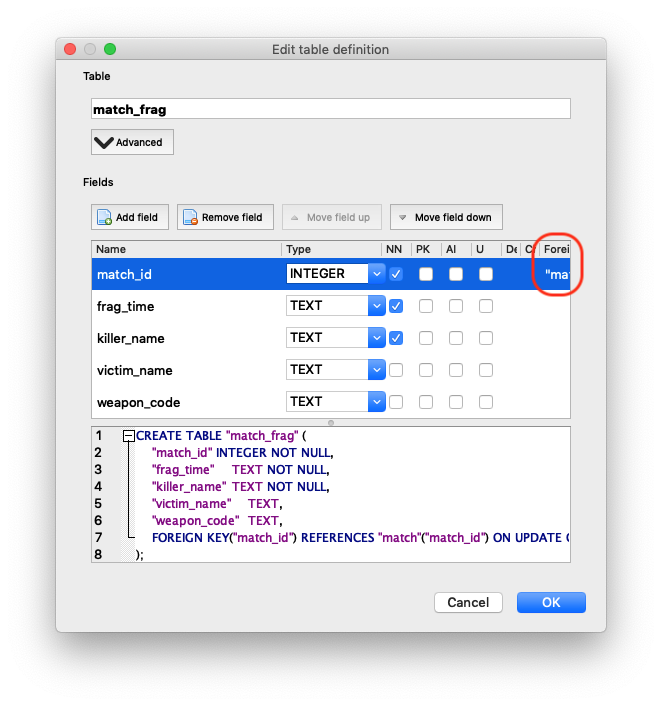 Edit table definition
Table
match_frag
Advanced
Fields
Add field Remove field Move field up Move field down
Name Type NN PK AI U De C Forei
match_id INTEGER "mat
frag_time TEXT
killer_name TEXT
victim_name TEXT
weapon_code TEXT
1 CREATE TABLE "match_frag" (
2 "match_id" INTEGER NOT NULL,
3 "frag_time" TEXT NOT NULL,
4 "killer_name" TEXT NOT NULL,
5 "victim_name" TEXT,
6 "weapon_code" TEXT,
7 FOREIGN KEY("match_id") REFERENCES "match"("match_id") ON UPDATE
8 );
Cancel OK